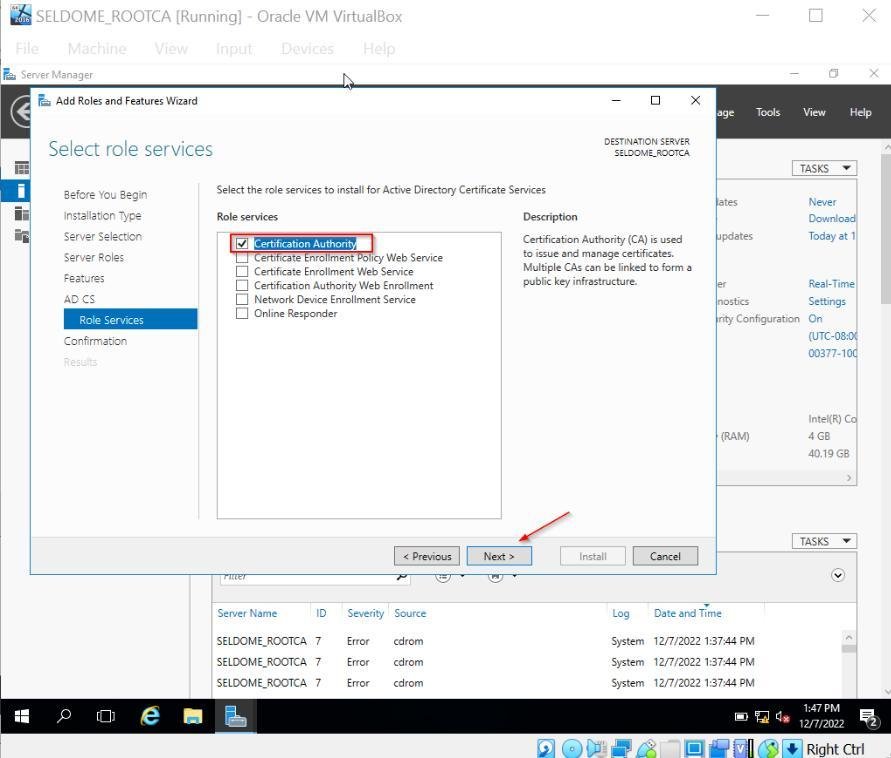 SELDOME_ROOTCA [Running] - Oracle VM VirtualBox
File Machine View Input Devices Help
Server Manager
Add Roles and Features Wizard
age Tools View Help
Select role services
DESTINATION SERVER
SELDOME_ROOTCA
TASKS
Before You Begin
Installation Type
Server Selection
Server Roles
Features
AD CS
Role Services
Confirmation
Results
Select the role services to install for Active Directory Certificate Services
Role services
Certification Authority
Certificate Enrollment Policy Web Service
Certificate Enrollment Web Service
Certification Authority Web Enrollment
Network Device Enrollment Service
Online Responder
Description
Certification Authority (CA) is used
to issue and manage certificates.
Multiple CAs can be linked to form a
public key infrastructure.
lates Never
Download
updates Today at 1
er Real-Time
nostics Settings
rity Configuration On
(UTC-08:00
00377-100
Intel(R) Co
(RAM) 4 GB
40.19 GB
< Previous Next > Install Cancel
TASKS
Filter
Server Name ID Severity Source Log Date and Time
SELDOME_ROOTCA 7 Error cdrom System 12/7/2022 1:37:44 PM
SELDOME_ROOTCA 7 Error cdrom System 12/7/2022 1:37:44 PM
SELDOME_ROOTCA 7 Error cdrom System 12/7/2022 1:37:44 PM
1:47 PM
12/7/2022
2
Right Ctrl